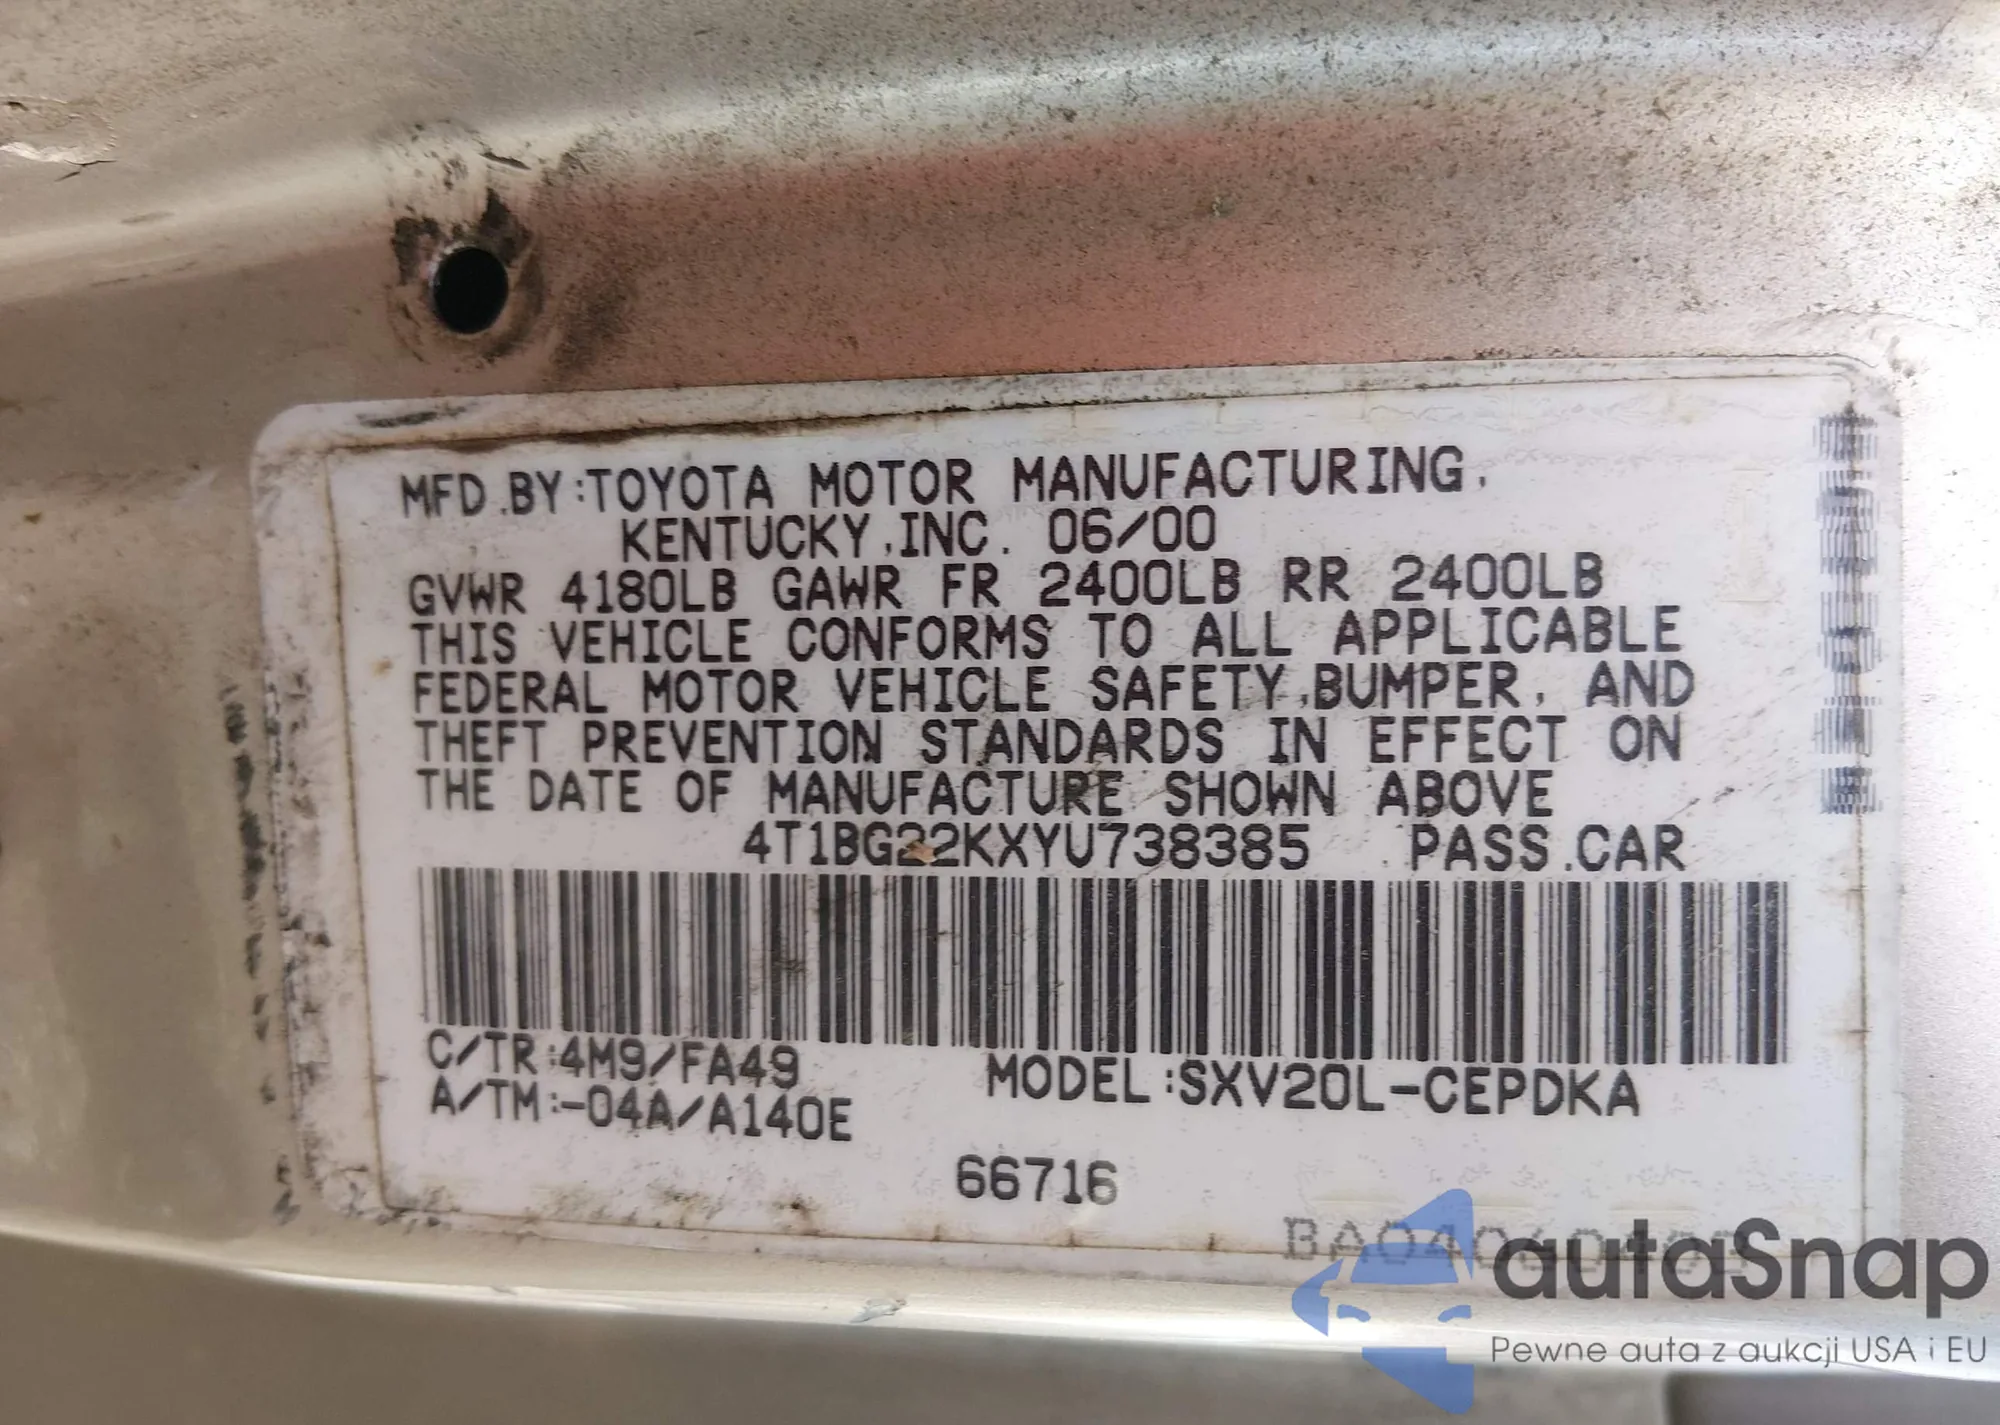 MFD.BY:TOYOTA MOTOR MANUFACTURING,
KENTUCKY,INC. 06/00
GVWR 4180LB GAWR FR 2400LB RR 2400LB
THIS VEHICLE CONFORMS TO ALL APPLICABLE
FEDERAL MOTOR VEHICLE SAFETY,BUMPER, AND
THEFT PREVENTION STANDARDS IN EFFECT ON
THE DATE OF MANUFACTURE SHOWN ABOVE
4T1BG22KXYU738385 PASS.CAR
C/TR:4M9/FA49
A/TM:-04A/A140E
MODEL:SXV20L-CEPDKA
66716
autaSnap
Pewne auta z aukcji USA i EU